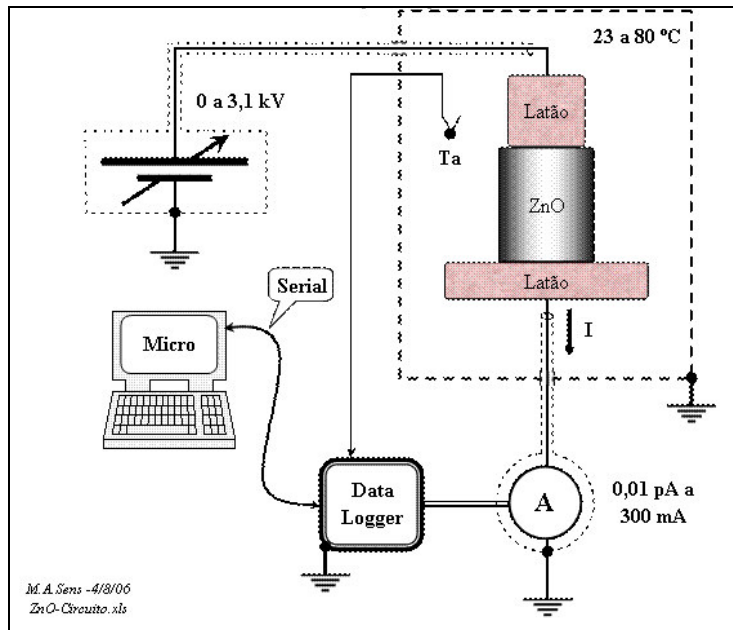 23 a 80 ºC
0 a 3,1 kV
Latão
Ta
ZnO
Latão
Serial
I
Micro
Data
Logger
A
0,01 pA a
300 mA
M.A.Sens -4/8/06
ZnO-Circuito.xls